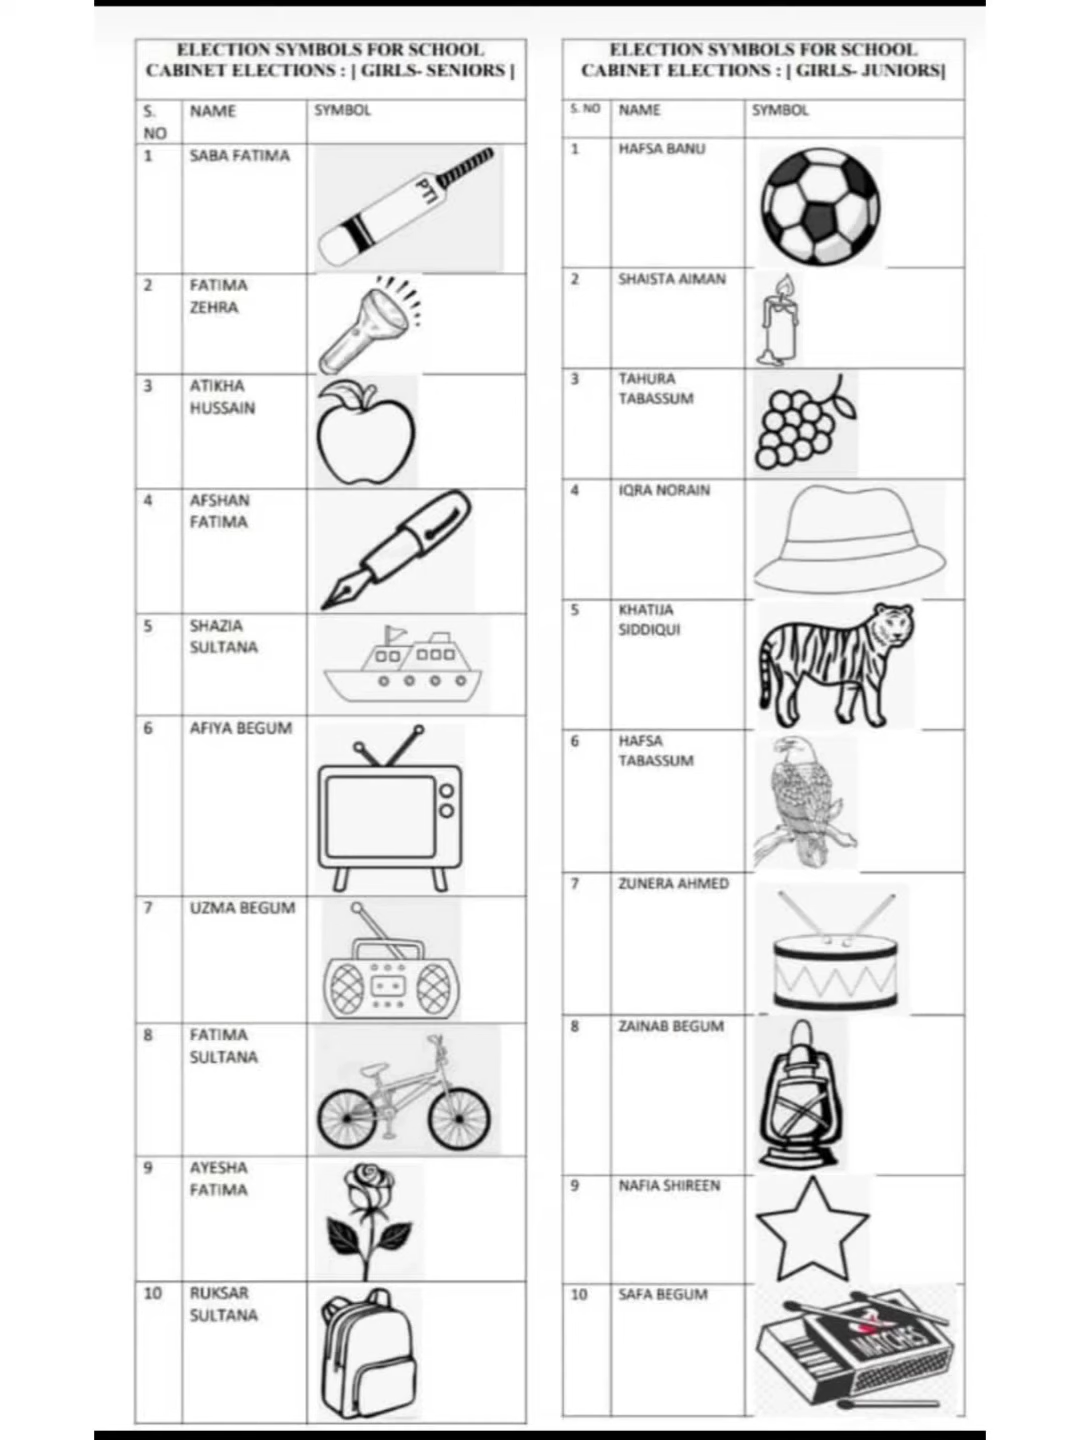 ELECTION SYMBOLS FOR SCHOOL
CABINET ELECTIONS : [ GIRLS- SENIORS ]
S. NO
NAME
SYMBOL
1
SABA FATIMA
PTI
2
FATIMA
ZEHRA
3
ATIKHA
HUSSAIN
4
AFSHAN
FATIMA
5
SHAZIA
SULTANA
6
AFIYA BEGUM
7
UZMA BEGUM
8
FATIMA
SULTANA
9
AYESHA
FATIMA
10
RUKSAR
SULTANA
ELECTION SYMBOLS FOR SCHOOL
CABINET ELECTIONS : [ GIRLS- JUNIORS]
S. NO
NAME
SYMBOL
1
HAFSA BANU
2
SHAISTA AIMAN
3
TAHURA
TABASSUM
4
IQRA NORAIN
5
KHATIJA
SIDDIQUI
6
HAFSA
TABASSUM
7
ZUNERA AHMED
8
ZAINAB BEGUM
9
NAFIA SHIREEN
10
SAFA BEGUM
MATCHES